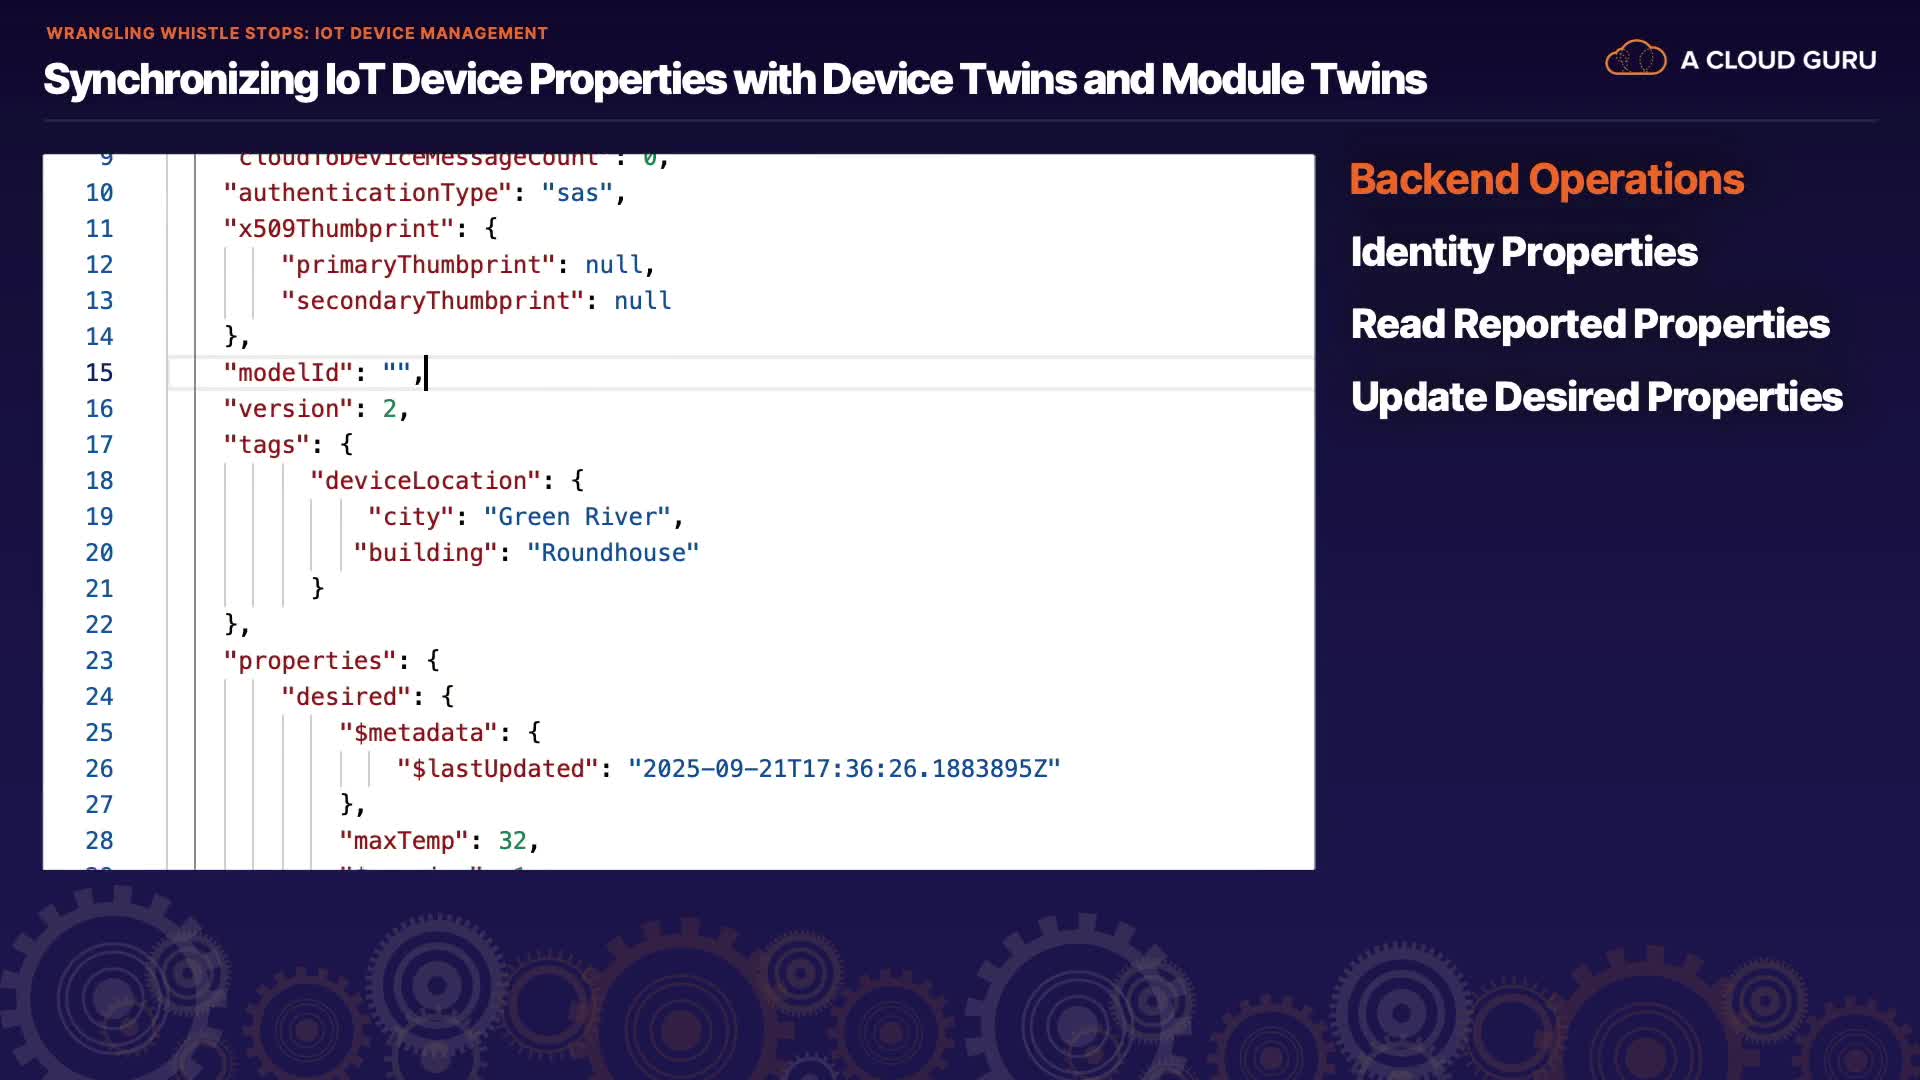 WRANGLING WHISTLE STOPS: IOT DEVICE MANAGEMENT
Synchronizing IoT Device Properties with Device Twins and Module Twins
A CLOUD GURU
9 "cloudToDeviceMessageCount": 0,
10 "authenticationType": "sas",
11 "x509Thumbprint": {
12 "primaryThumbprint": null,
13 "secondaryThumbprint": null
14 },
15 "modelId": "",
16 "version": 2,
17 "tags": {
18 "deviceLocation": {
19 "city": "Green River",
20 "building": "Roundhouse"
21 }
22 },
23 "properties": {
24 "desired": {
25 "$metadata": {
26 "$lastUpdated": "2025-09-21T17:36:26.1883895Z"
27 },
28 "maxTemp": 32,
Backend Operations
Identity Properties
Read Reported Properties
Update Desired Properties